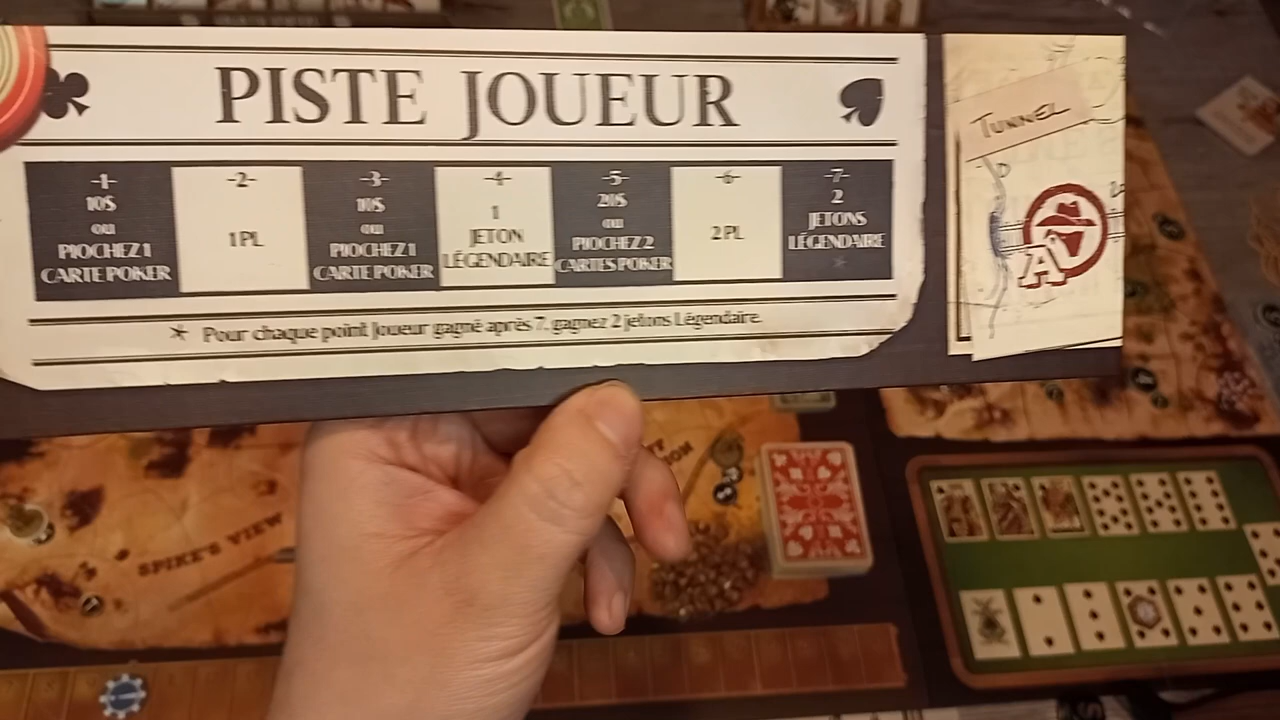 PISTE JOUEUR
-1-
10$
ou
PIOCHEZ 1
CARTE POKER
-2-
1 PL
-3-
10$
ou
PIOCHEZ 1
CARTE POKER
-4-
1
JETON
LÉGENDAIRE
-5-
20$
ou
PIOCHEZ 2
CARTES POKER
-6-
2 PL
-7-
2
JETONS
LÉGENDAIRE
*
* Pour chaque point Joueur gagné après 7, gagnez 2 jetons Légendaire.
TUNNEL
A
SPIKE'S VIEW